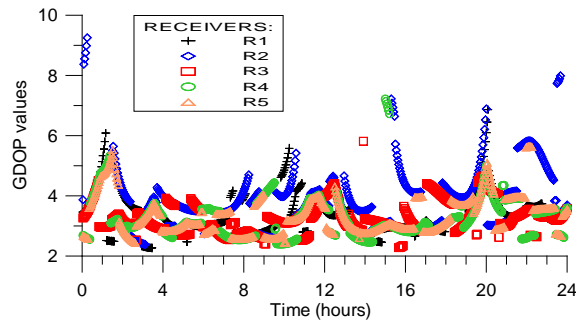 RECEIVERS:
R1
R2
R3
R4
R5
GDOP values
10
8
6
4
2
0 4 8 12 16 20 24
Time (hours)